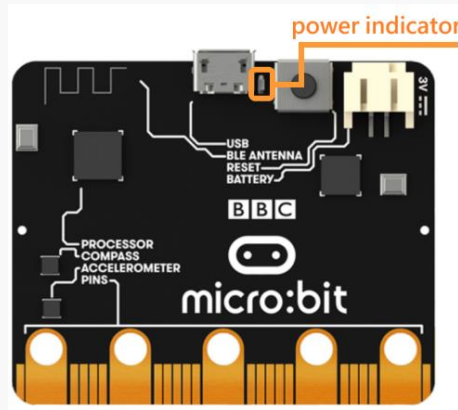 power indicator
3V
USB
BLE ANTENNA
RESET
BATTERY
BBC
PROCESSOR
COMPASS
ACCELEROMETER
PINS
micro:bit